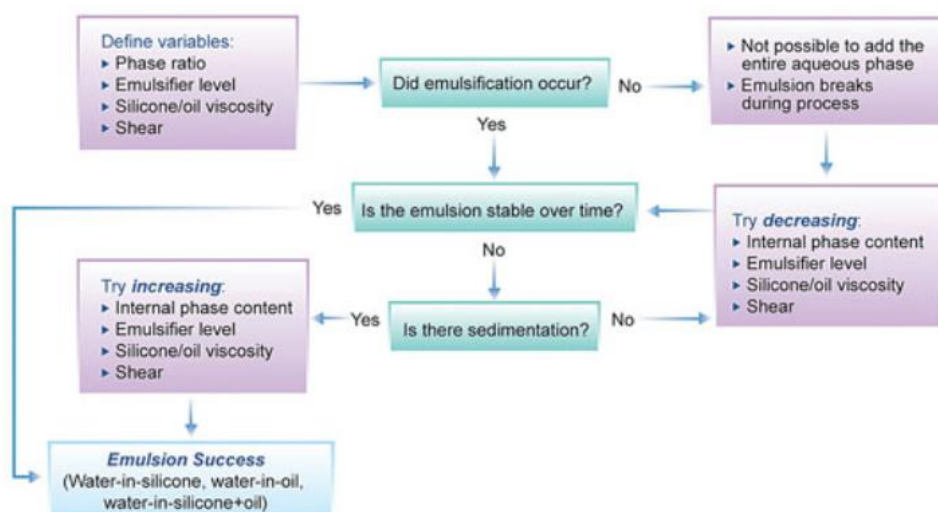 Define variables:
▸ Phase ratio
▸ Emulsifier level
▸ Silicone/oil viscosity
▸ Shear
Did emulsification occur?
No
▸ Not possible to add the
entire aqueous phase
▸ Emulsion breaks
during process
Yes
Yes
Is the emulsion stable over time?
Try decreasing:
▸ Internal phase content
▸ Emulsifier level
▸ Silicone/oil viscosity
▸ Shear
No
Try increasing:
▸ Internal phase content
▸ Emulsifier level
▸ Silicone/oil viscosity
▸ Shear
Yes
Is there sedimentation?
No
Emulsion Success
(Water-in-silicone, water-in-oil,
water-in-silicone+oil)